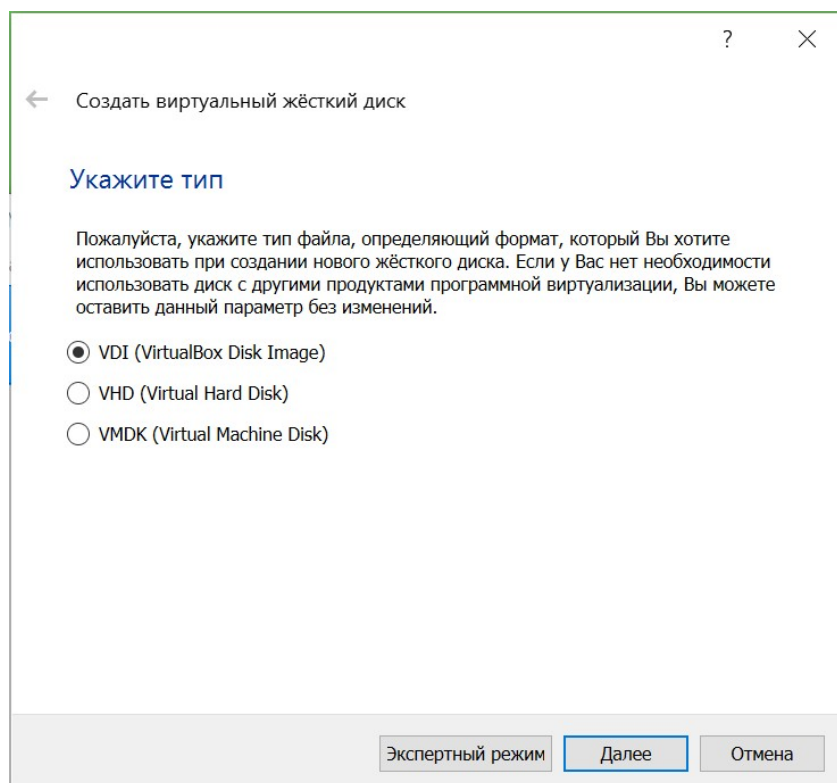 ?
Создать виртуальный жёсткий диск
Укажите тип
Пожалуйста, укажите тип файла, определяющий формат, который Вы хотите
использовать при создании нового жёсткого диска. Если у Вас нет необходимости
использовать диск с другими продуктами программной виртуализации, Вы можете
оставить данный параметр без изменений.
VDI (VirtualBox Disk Image)
VHD (Virtual Hard Disk)
VMDK (Virtual Machine Disk)
Экспертный режим Далее Отмена